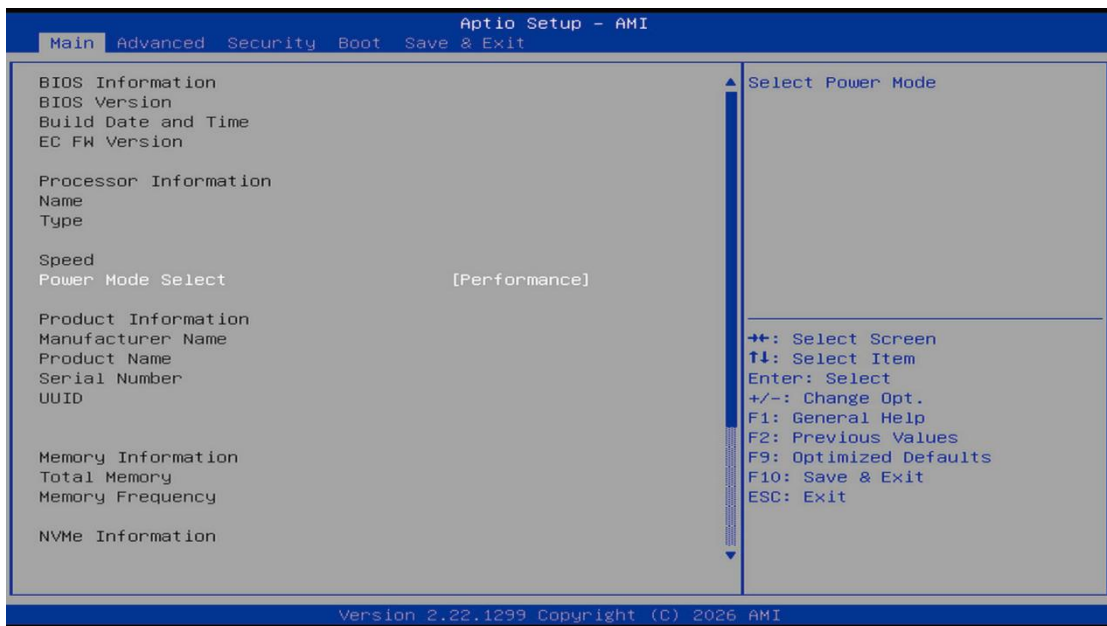 Aptio Setup – AMI
Main Advanced Security Boot Save & Exit
BIOS Information
BIOS Version
Build Date and Time
EC FW Version
Processor Information
Name
Type
Speed
Power Mode Select [Performance]
Product Information
Manufacturer Name
Product Name
Serial Number
UUID
Memory Information
Total Memory
Memory Frequency
NVMe Information
Select Power Mode
→←: Select Screen
↑↓: Select Item
Enter: Select
+/-: Change Opt.
F1: General Help
F2: Previous Values
F9: Optimized Defaults
F10: Save & Exit
ESC: Exit
Version 2.22.1299 Copyright (C) 2026 AMI